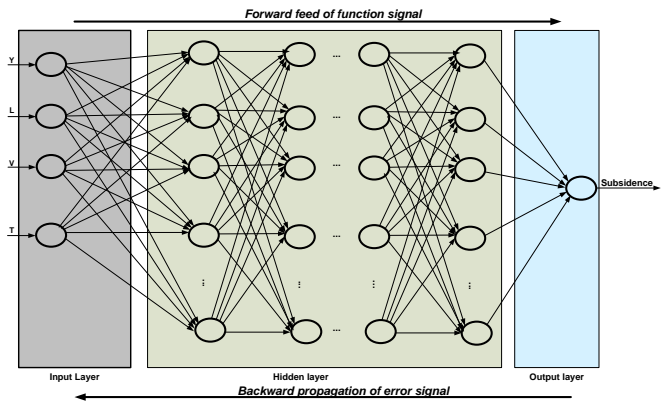 Forward feed of function signal
Y
L
V
T
...
...
...
...
...
Subsidence
Input Layer
Hidden layer
Output layer
Backward propagation of error signal